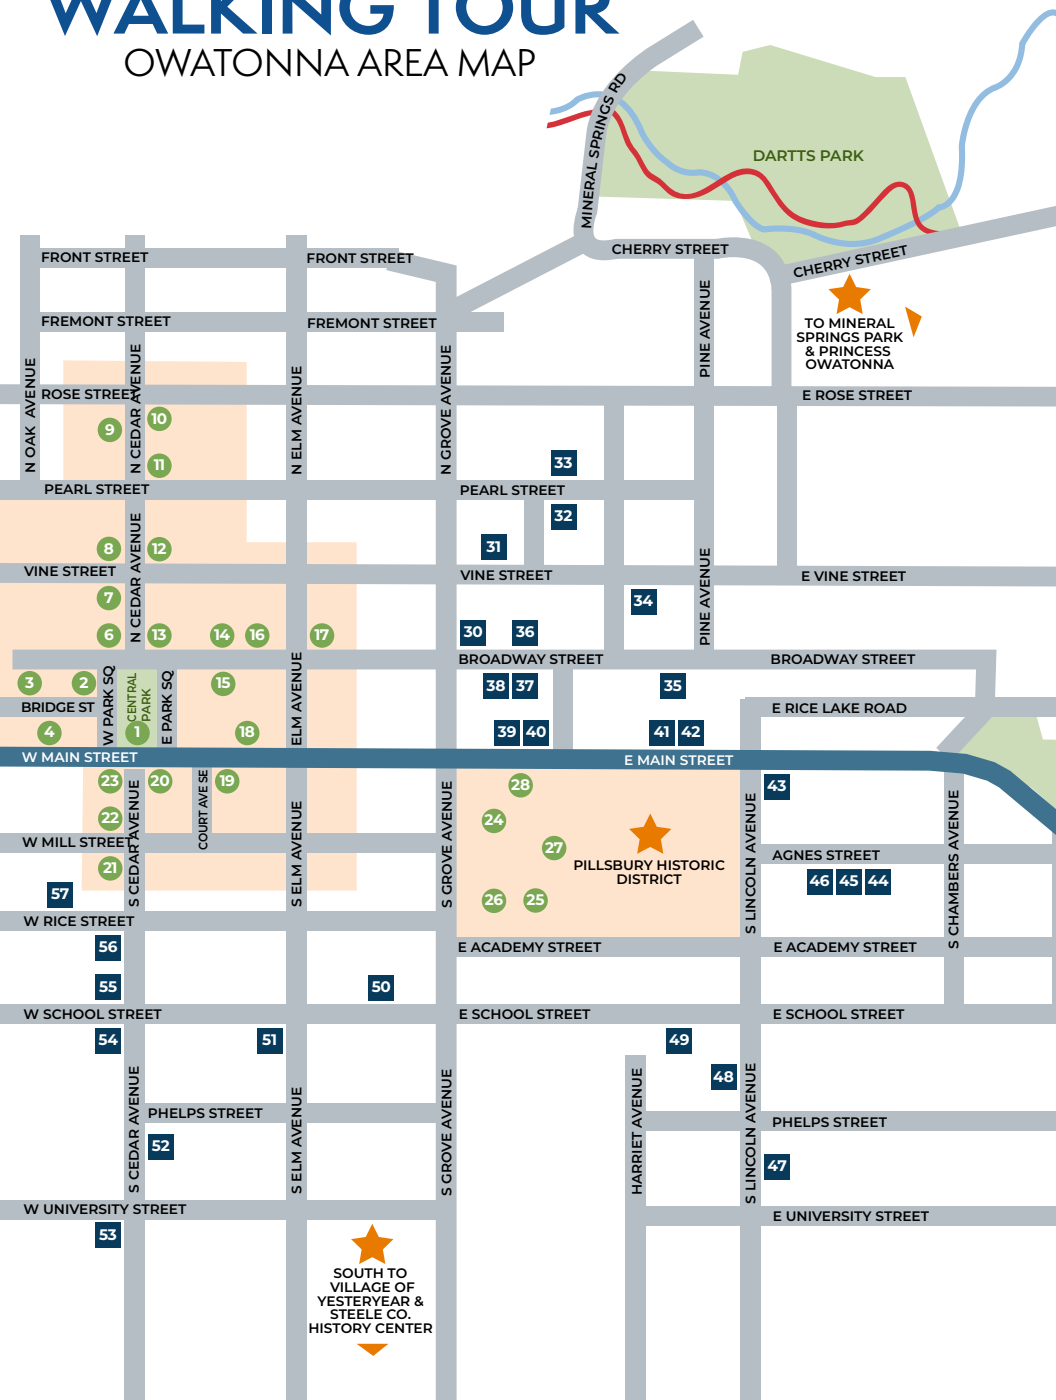 WALKING TOUR
OWATONNA AREA MAP
MINERAL SPRINGS RD
DARTTS PARK
FRONT STREET
FRONT STREET
CHERRY STREET
CHERRY STREET
FREMONT STREET
FREMONT STREET
PINE AVENUE
TO MINERAL
SPRINGS PARK
& PRINCESS
OWATONNA
N OAK AVENUE
N CEDAR AVENUE
N ELM AVENUE
N GROVE AVENUE
ROSE STREET
E ROSE STREET
9
10
11
33
PEARL STREET
PEARL STREET
32
8
12
31
N CEDAR AVENUE
PINE AVENUE
VINE STREET
VINE STREET
E VINE STREET
7
34
6
13
14
16
17
30
36
BROADWAY STREET
BROADWAY STREET
3
2
W PARK SQ
CENTRAL
PARK
E PARK SQ
15
ELM AVENUE
38
37
35
BRIDGE ST
E RICE LAKE ROAD
4
1
18
39
40
41
42
W MAIN STREET
E MAIN STREET
23
20
19
28
43
S CEDAR AVENUE
COURT AVE SE
S ELM AVENUE
S GROVE AVENUE
S LINCOLN AVENUE
S CHAMBERS AVENUE
22
24
W MILL STREET
27
PILLSBURY HISTORIC
DISTRICT
AGNES STREET
21
46
45
44
57
26
25
W RICE STREET
56
E ACADEMY STREET
E ACADEMY STREET
55
50
W SCHOOL STREET
E SCHOOL STREET
E SCHOOL STREET
54
51
49
48
S CEDAR AVENUE
S ELM AVENUE
S GROVE AVENUE
HARRIET AVENUE
S LINCOLN AVENUE
PHELPS STREET
PHELPS STREET
52
47
W UNIVERSITY STREET
E UNIVERSITY STREET
53
SOUTH TO
VILLAGE OF
YESTERYEAR &
STEELE CO.
HISTORY CENTER